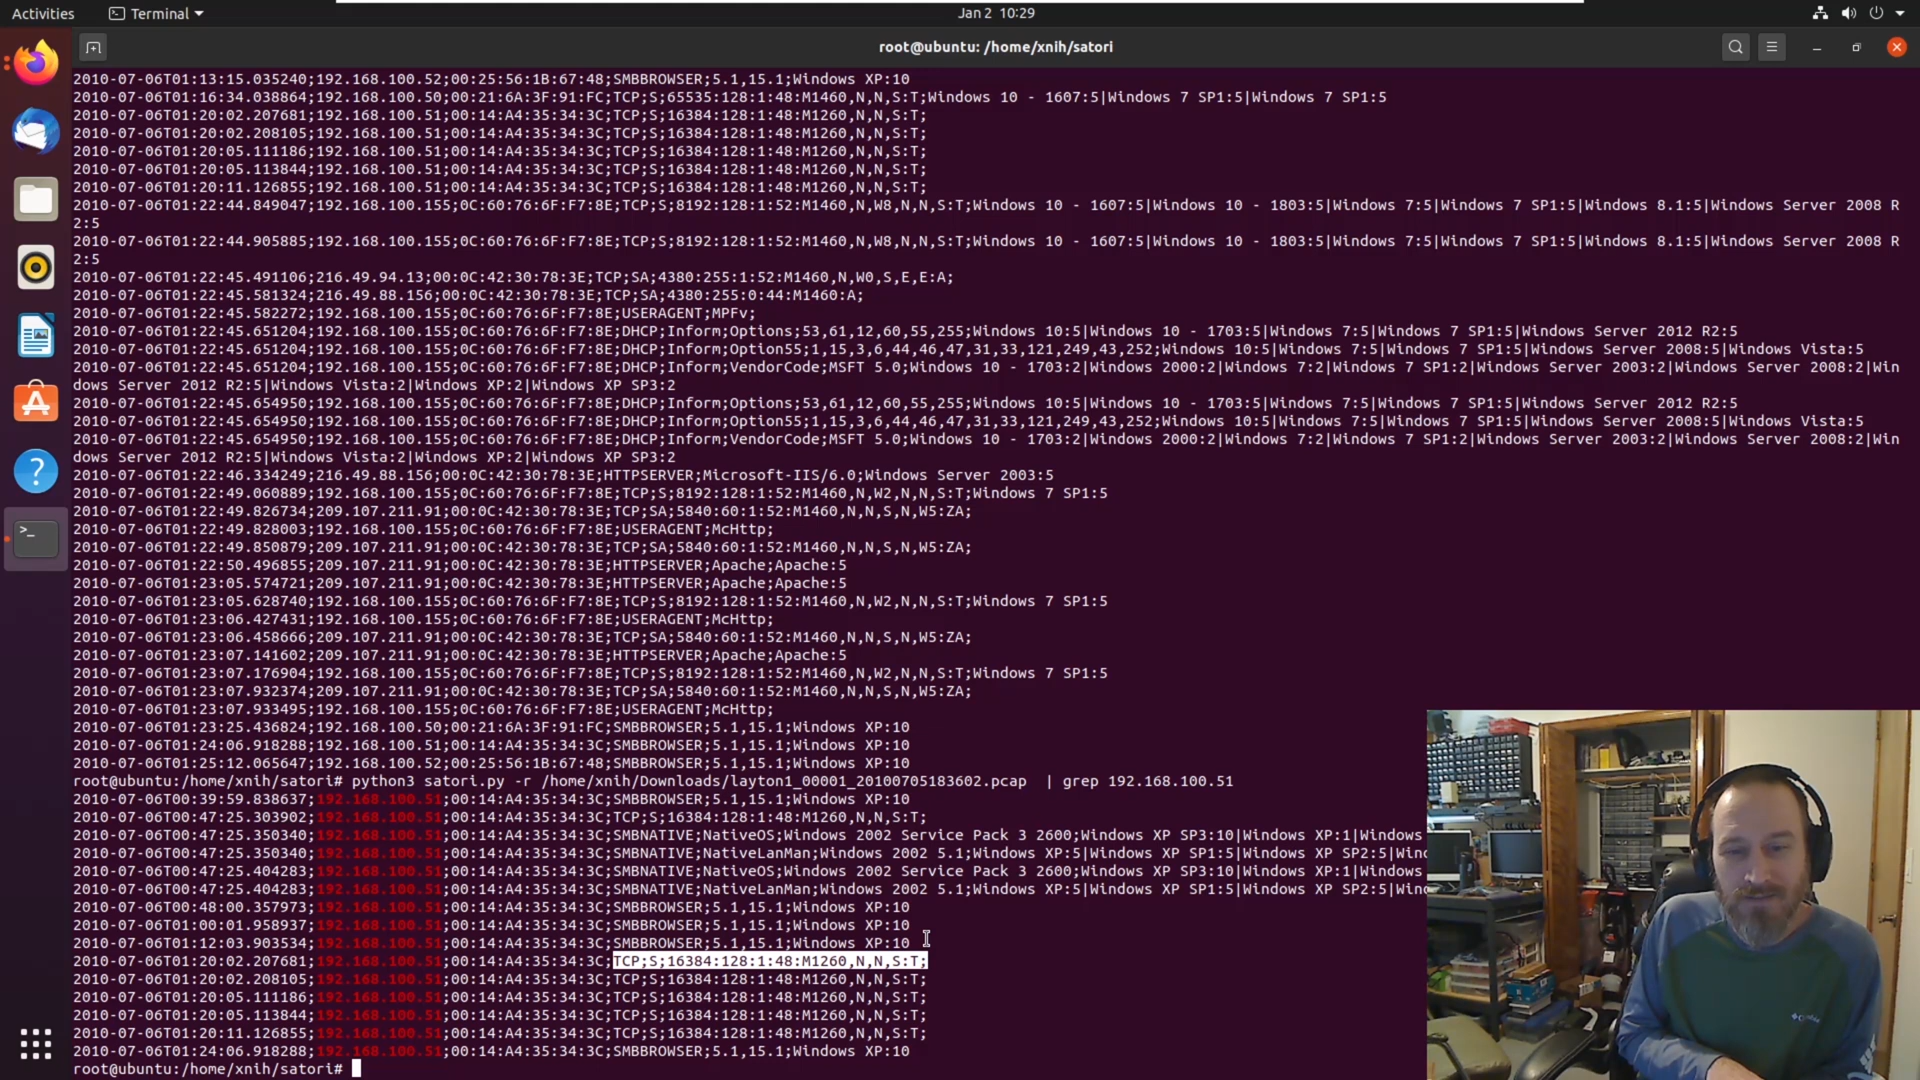 Activities
Terminal
Jan 2 10:29
root@ubuntu: /home/xnih/satori
2010-07-06T01:13:15.035240;192.168.100.52;00:25:56:1B:67:48;SMBBROWSER;5.1,15.1;Windows XP:10
2010-07-06T01:16:34.038864;192.168.100.50;00:21:6A:3F:91:FC;TCP;S;65535:128:1:48:M1460,N,N,S:T;Windows 10 - 1607:5|Windows 7 SP1:5|Windows 7 SP1:5
2010-07-06T01:20:02.207681;192.168.100.51;00:14:A4:35:34:3C;TCP;S;16384:128:1:48:M1260,N,N,S:T;
2010-07-06T01:20:02.208105;192.168.100.51;00:14:A4:35:34:3C;TCP;S;16384:128:1:48:M1260,N,N,S:T;
2010-07-06T01:20:05.111186;192.168.100.51;00:14:A4:35:34:3C;TCP;S;16384:128:1:48:M1260,N,N,S:T;
2010-07-06T01:20:05.113844;192.168.100.51;00:14:A4:35:34:3C;TCP;S;16384:128:1:48:M1260,N,N,S:T;
2010-07-06T01:20:11.126855;192.168.100.51;00:14:A4:35:34:3C;TCP;S;16384:128:1:48:M1260,N,N,S:T;
2010-07-06T01:22:44.849047;192.168.100.155;0C:60:76:6F:F7:8E;TCP;S;8192:128:1:52:M1460,N,W8,N,N,S:T;Windows 10 - 1607:5|Windows 10 - 1803:5|Windows 7:5|Windows 7 SP1:5|Windows 8.1:5|Windows Server 2008 R
2:5
2010-07-06T01:22:44.905885;192.168.100.155;0C:60:76:6F:F7:8E;TCP;S;8192:128:1:52:M1460,N,W8,N,N,S:T;Windows 10 - 1607:5|Windows 10 - 1803:5|Windows 7:5|Windows 7 SP1:5|Windows 8.1:5|Windows Server 2008 R
2:5
2010-07-06T01:22:45.491106;216.49.94.13;00:0C:42:30:78:3E;TCP;SA;4380:255:1:52:M1460,N,W0,S,E,E:A;
2010-07-06T01:22:45.581324;216.49.88.156;00:0C:42:30:78:3E;TCP;SA;4380:255:0:44:M1460:A;
2010-07-06T01:22:45.582272;192.168.100.155;0C:60:76:6F:F7:8E;USERAGENT;MPFv;
2010-07-06T01:22:45.651204;192.168.100.155;0C:60:76:6F:F7:8E;DHCP;Inform;Options;53,61,12,60,55,255;Windows 10:5|Windows 10 - 1703:5|Windows 7:5|Windows 7 SP1:5|Windows Server 2012 R2:5
2010-07-06T01:22:45.651204;192.168.100.155;0C:60:76:6F:F7:8E;DHCP;Inform;Option55;1,15,3,6,44,46,47,31,33,121,249,43,252;Windows 10:5|Windows 7:5|Windows 7 SP1:5|Windows Server 2008:5|Windows Vista:5
2010-07-06T01:22:45.651204;192.168.100.155;0C:60:76:6F:F7:8E;DHCP;Inform;VendorCode;MSFT 5.0;Windows 10 - 1703:2|Windows 2000:2|Windows 7:2|Windows 7 SP1:2|Windows Server 2003:2|Windows Server 2008:2|Win
dows Server 2012 R2:5|Windows Vista:2|Windows XP:2|Windows XP SP3:2
2010-07-06T01:22:45.654950;192.168.100.155;0C:60:76:6F:F7:8E;DHCP;Inform;Options;53,61,12,60,55,255;Windows 10:5|Windows 10 - 1703:5|Windows 7:5|Windows 7 SP1:5|Windows Server 2012 R2:5
2010-07-06T01:22:45.654950;192.168.100.155;0C:60:76:6F:F7:8E;DHCP;Inform;Option55;1,15,3,6,44,46,47,31,33,121,249,43,252;Windows 10:5|Windows 7:5|Windows 7 SP1:5|Windows Server 2008:5|Windows Vista:5
2010-07-06T01:22:45.654950;192.168.100.155;0C:60:76:6F:F7:8E;DHCP;Inform;VendorCode;MSFT 5.0;Windows 10 - 1703:2|Windows 2000:2|Windows 7:2|Windows 7 SP1:2|Windows Server 2003:2|Windows Server 2008:2|Win
dows Server 2012 R2:5|Windows Vista:2|Windows XP:2|Windows XP SP3:2
2010-07-06T01:22:46.334249;216.49.88.156;00:0C:42:30:78:3E;HTTPSERVER;Microsoft-IIS/6.0;Windows Server 2003:5
2010-07-06T01:22:49.060889;192.168.100.155;0C:60:76:6F:F7:8E;TCP;S;8192:128:1:52:M1460,N,W2,N,N,S:T;Windows 7 SP1:5
2010-07-06T01:22:49.826734;209.107.211.91;00:0C:42:30:78:3E;TCP;SA;5840:60:1:52:M1460,N,N,S,N,W5:ZA;
2010-07-06T01:22:49.828003;192.168.100.155;0C:60:76:6F:F7:8E;USERAGENT;McHttp;
2010-07-06T01:22:49.850879;209.107.211.91;00:0C:42:30:78:3E;TCP;SA;5840:60:1:52:M1460,N,N,S,N,W5:ZA;
2010-07-06T01:22:50.496855;209.107.211.91;00:0C:42:30:78:3E;HTTPSERVER;Apache;Apache:5
2010-07-06T01:23:05.574721;209.107.211.91;00:0C:42:30:78:3E;HTTPSERVER;Apache;Apache:5
2010-07-06T01:23:05.628740;192.168.100.155;0C:60:76:6F:F7:8E;TCP;S;8192:128:1:52:M1460,N,W2,N,N,S:T;Windows 7 SP1:5
2010-07-06T01:23:06.427431;192.168.100.155;0C:60:76:6F:F7:8E;USERAGENT;McHttp;
2010-07-06T01:23:06.458666;209.107.211.91;00:0C:42:30:78:3E;TCP;SA;5840:60:1:52:M1460,N,N,S,N,W5:ZA;
2010-07-06T01:23:07.141602;209.107.211.91;00:0C:42:30:78:3E;HTTPSERVER;Apache;Apache:5
2010-07-06T01:23:07.176904;192.168.100.155;0C:60:76:6F:F7:8E;TCP;S;8192:128:1:52:M1460,N,W2,N,N,S:T;Windows 7 SP1:5
2010-07-06T01:23:07.932374;209.107.211.91;00:0C:42:30:78:3E;TCP;SA;5840:60:1:52:M1460,N,N,S,N,W5:ZA;
2010-07-06T01:23:07.933495;192.168.100.155;0C:60:76:6F:F7:8E;USERAGENT;McHttp;
2010-07-06T01:23:25.436824;192.168.100.50;00:21:6A:3F:91:FC;SMBBROWSER;5.1,15.1;Windows XP:10
2010-07-06T01:24:06.918288;192.168.100.51;00:14:A4:35:34:3C;SMBBROWSER;5.1,15.1;Windows XP:10
2010-07-06T01:25:12.065647;192.168.100.52;00:25:56:1B:67:48;SMBBROWSER;5.1,15.1;Windows XP:10
root@ubuntu:/home/xnih/satori# python3 satori.py -r /home/xnih/Downloads/layton1_00001_20100705183602.pcap  | grep 192.168.100.51
2010-07-06T00:39:59.838637;192.168.100.51;00:14:A4:35:34:3C;SMBBROWSER;5.1,15.1;Windows XP:10
2010-07-06T00:47:25.303902;192.168.100.51;00:14:A4:35:34:3C;TCP;S;16384:128:1:48:M1260,N,N,S:T;
2010-07-06T00:47:25.350340;192.168.100.51;00:14:A4:35:34:3C;SMBNATIVE;NativeOS;Windows 2002 Service Pack 3 2600;Windows XP SP3:10|Windows XP:1|Windows
2010-07-06T00:47:25.350340;192.168.100.51;00:14:A4:35:34:3C;SMBNATIVE;NativeLanMan;Windows 2002 5.1;Windows XP:5|Windows XP SP1:5|Windows XP SP2:5|Win
2010-07-06T00:47:25.404283;192.168.100.51;00:14:A4:35:34:3C;SMBNATIVE;NativeOS;Windows 2002 Service Pack 3 2600;Windows XP SP3:10|Windows XP:1|Windows
2010-07-06T00:47:25.404283;192.168.100.51;00:14:A4:35:34:3C;SMBNATIVE;NativeLanMan;Windows 2002 5.1;Windows XP:5|Windows XP SP1:5|Windows XP SP2:5|Win
2010-07-06T00:48:00.357973;192.168.100.51;00:14:A4:35:34:3C;SMBBROWSER;5.1,15.1;Windows XP:10
2010-07-06T01:00:01.958937;192.168.100.51;00:14:A4:35:34:3C;SMBBROWSER;5.1,15.1;Windows XP:10
2010-07-06T01:12:03.903534;192.168.100.51;00:14:A4:35:34:3C;SMBBROWSER;5.1,15.1;Windows XP:10
2010-07-06T01:20:02.207681;192.168.100.51;00:14:A4:35:34:3C;TCP;S;16384:128:1:48:M1260,N,N,S:T;
2010-07-06T01:20:02.208105;192.168.100.51;00:14:A4:35:34:3C;TCP;S;16384:128:1:48:M1260,N,N,S:T;
2010-07-06T01:20:05.111186;192.168.100.51;00:14:A4:35:34:3C;TCP;S;16384:128:1:48:M1260,N,N,S:T;
2010-07-06T01:20:05.113844;192.168.100.51;00:14:A4:35:34:3C;TCP;S;16384:128:1:48:M1260,N,N,S:T;
2010-07-06T01:20:11.126855;192.168.100.51;00:14:A4:35:34:3C;TCP;S;16384:128:1:48:M1260,N,N,S:T;
2010-07-06T01:24:06.918288;192.168.100.51;00:14:A4:35:34:3C;SMBBROWSER;5.1,15.1;Windows XP:10
root@ubuntu:/home/xnih/satori#